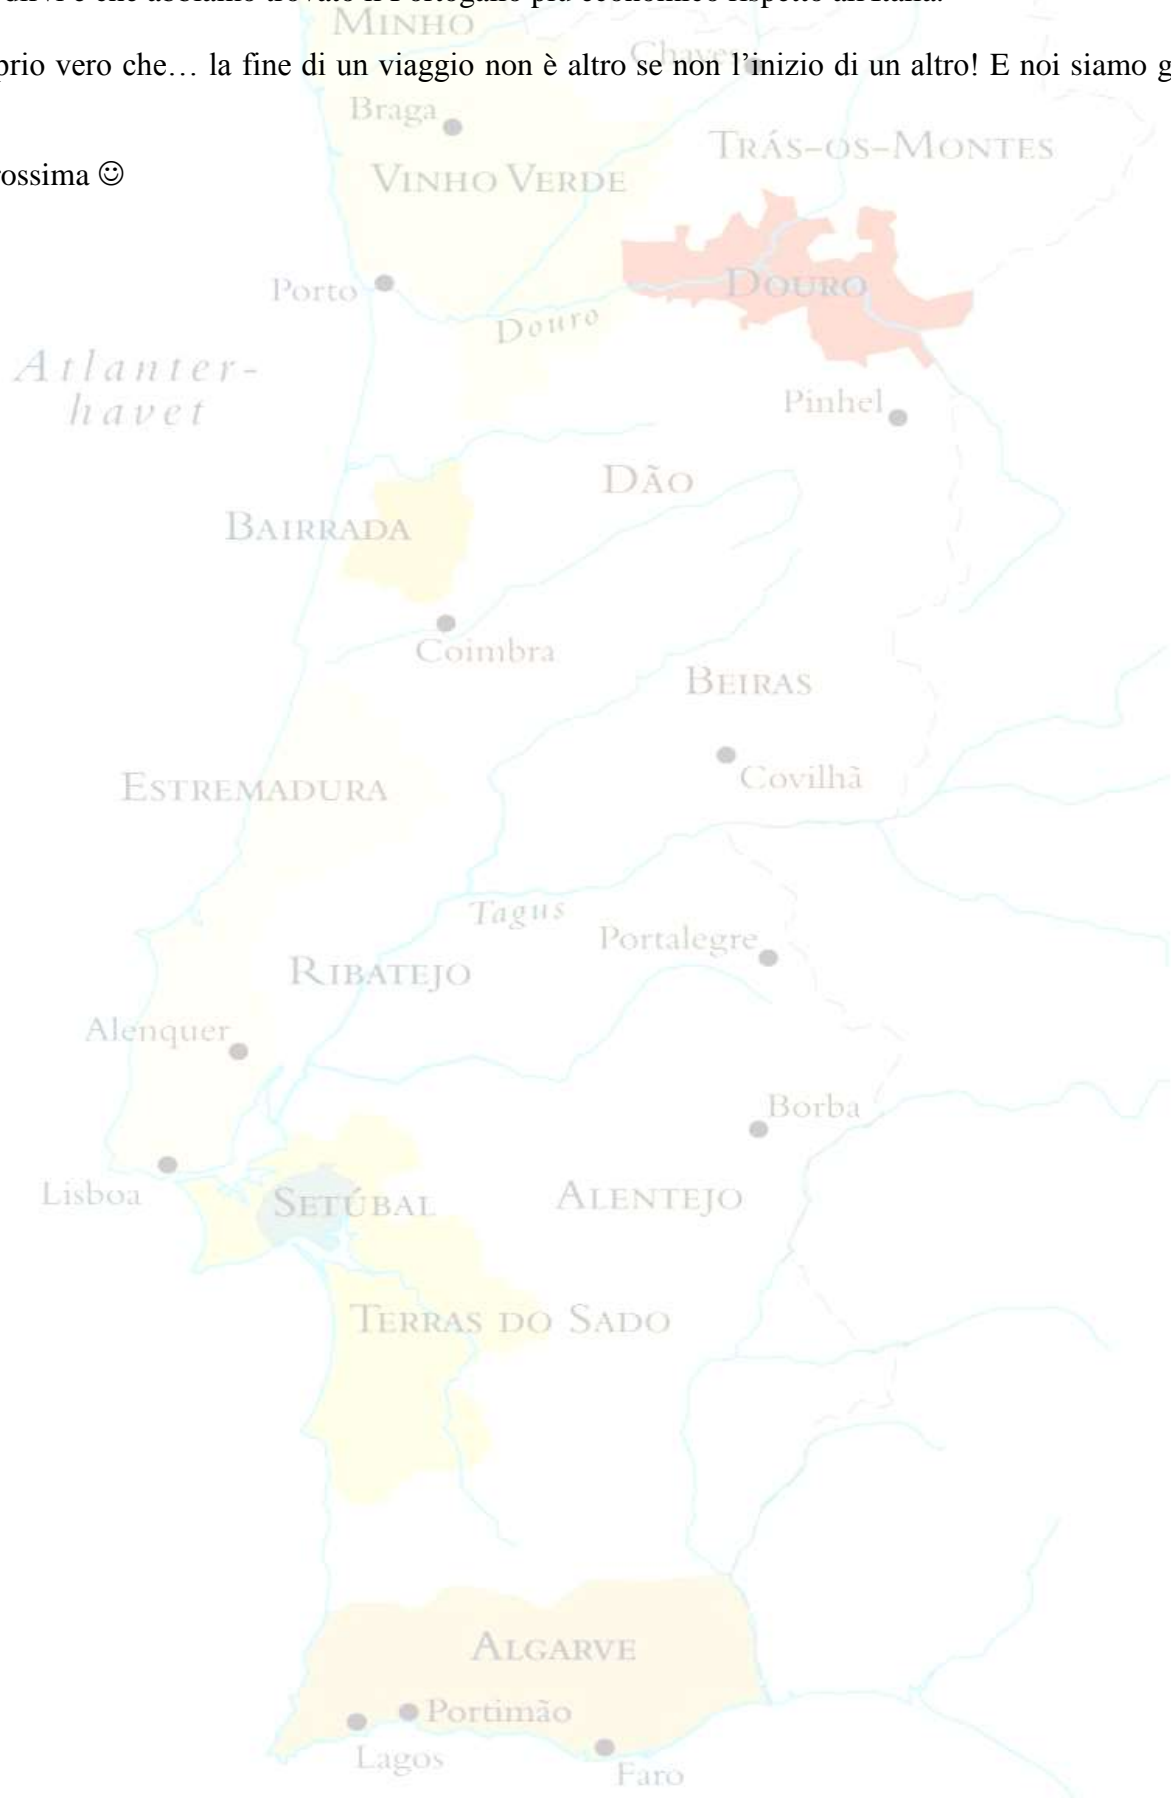 che abbiamo trovato il Portogallo più economico rispetto all'Italia.
MINHO
Chaves
vero che… la fine di un viaggio non è altro se non l'inizio di un altro! E noi siamo
Braga
TRÁS-OS-MONTES
VINHO VERDE
☺
DOURO
Porto
Douro
Atlanter-
havet
Pinhel
DÃO
BAIRRADA
Coimbra
BEIRAS
Covilhã
ESTREMADURA
Tagus
Portalegre
RIBATEJO
Alenquer
Borba
Lisboa
SETÚBAL
ALENTEJO
TERRAS DO SADO
ALGARVE
Portimão
Lagos
Faro